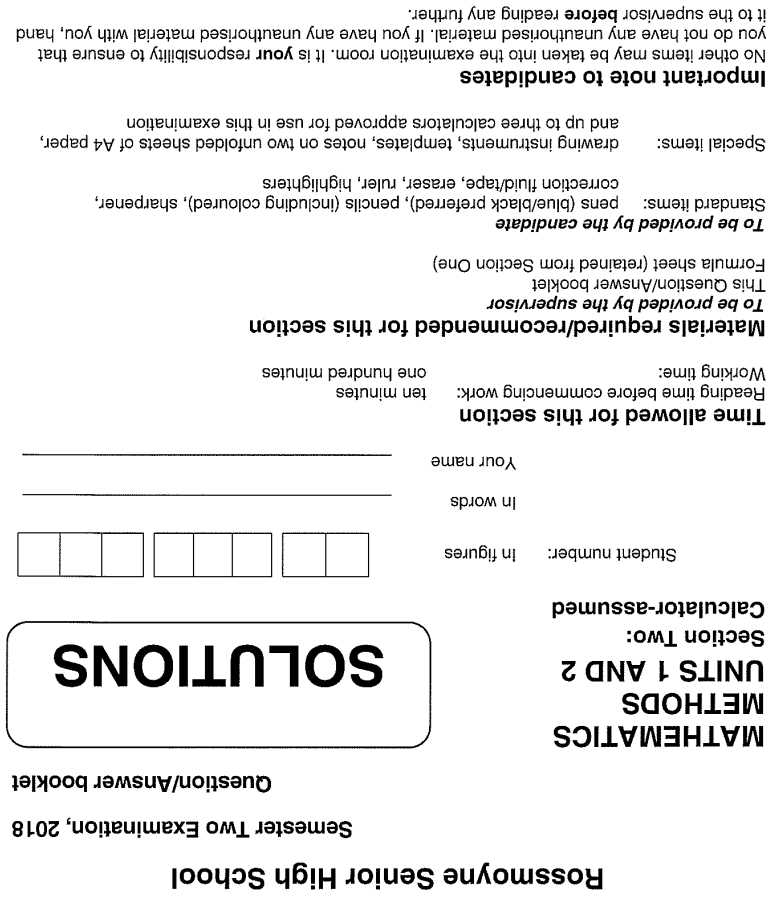 Rossmoyne Senior High School
Semester Two Examination, 2018
Question/Answer booklet
MATHEMATICS
METHODS
UNITS 1 AND 2
Section Two:
Calculator-assumed
SOLUTIONS
Student number: In figures
In words
Your name
Time allowed for this section
Reading time before commencing work: ten minutes
Working time: one hundred minutes
Materials required/recommended for this section
To be provided by the supervisor
This Question/Answer booklet
Formula sheet (retained from Section One)
To be provided by the candidate
Standard items: pens (blue/black preferred), pencils (including coloured), sharpener,
correction fluid/tape, eraser, ruler, highlighters
Special items: drawing instruments, templates, notes on two unfolded sheets of A4 paper,
and up to three calculators approved for use in this examination
Important note to candidates
No other items may be taken into the examination room. It is your responsibility to ensure that
you do not have any unauthorised material. If you have any unauthorised material with you, hand
it to the supervisor before reading any further.